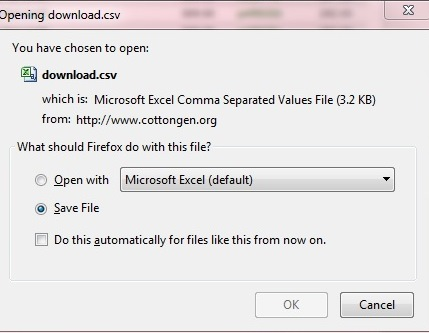 Opening download.csv
You have chosen to open:
download.csv
which is: Microsoft Excel Comma Separated Values File (3.2 KB)
from: http://www.cottongen.org
What should Firefox do with this file?
Open with Microsoft Excel (default)
Save File
Do this automatically for files like this from now on.
OK Cancel